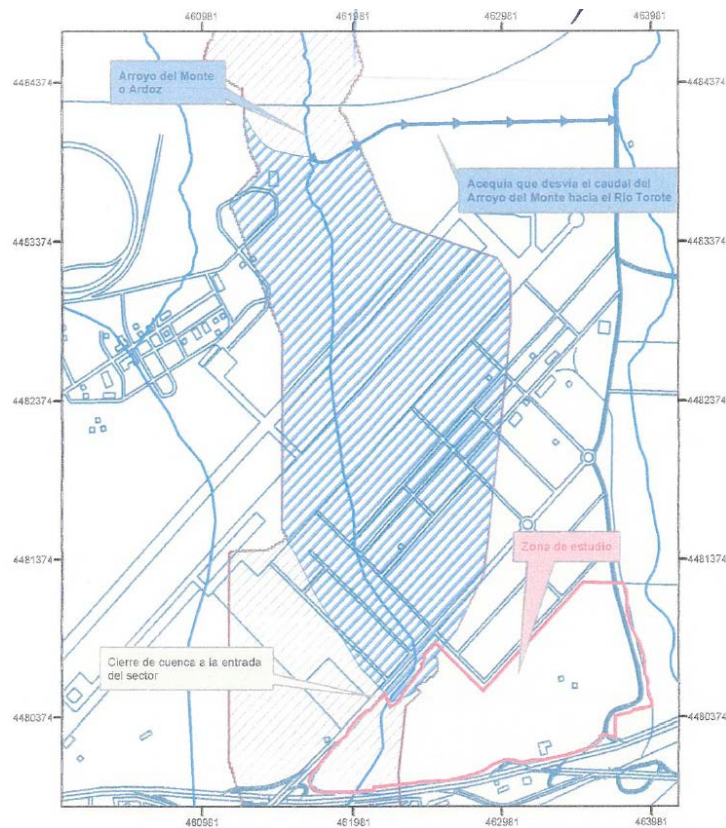 460981 461981 462981 463981
4484374 4484374
Arroyo del Monte
o Ardoz
Acequia que desvía el caudal del
Arroyo del Monte hacia el Río Torote
4483374 4483374
4482374 4482374
4481374 4481374
Zona de estudio
Cierre de cuenca a la entrada
del sector
4480374 4480374
460981 461981 462981 463981